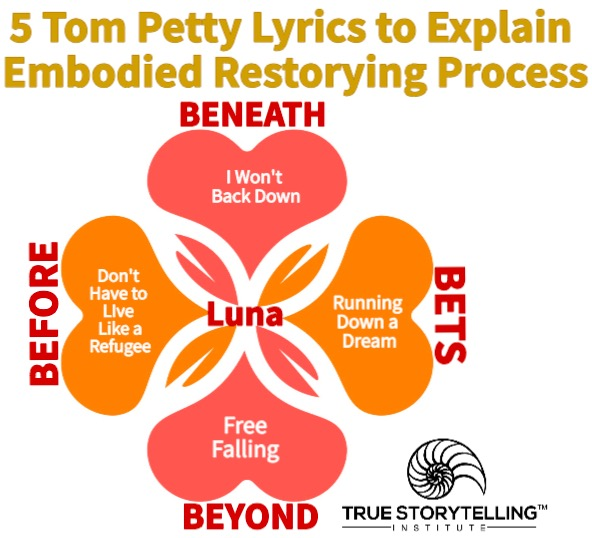 5 Tom Petty Lyrics to Explain
Embodied Restorying Process
BENEATH
I Won't
Back Down
BEFORE
Don't
Have to
Live
Like a
Refugee
Luna
Running
Down a
Dream
BETS
Free
Falling
BEYOND
TRUE STORYTELLING™
INSTITUTE